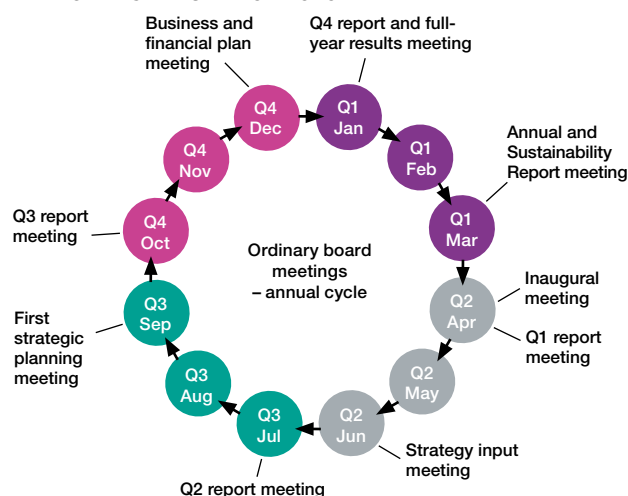 Business and
financial plan
meeting
Q4 report and full-
year results meeting
Q4
Dec
Q1
Jan
Q4
Nov
Q1
Feb
Annual and
Sustainability
Report meeting
Q3 report
meeting
Q4
Oct
Q1
Mar
Ordinary board
meetings
– annual cycle
Inaugural
meeting
Q3
Sep
Q2
Apr
First
strategic
planning
meeting
Q1 report
meeting
Q3
Aug
Q2
May
Q3
Jul
Q2
Jun
Strategy input
meeting
Q2 report meeting